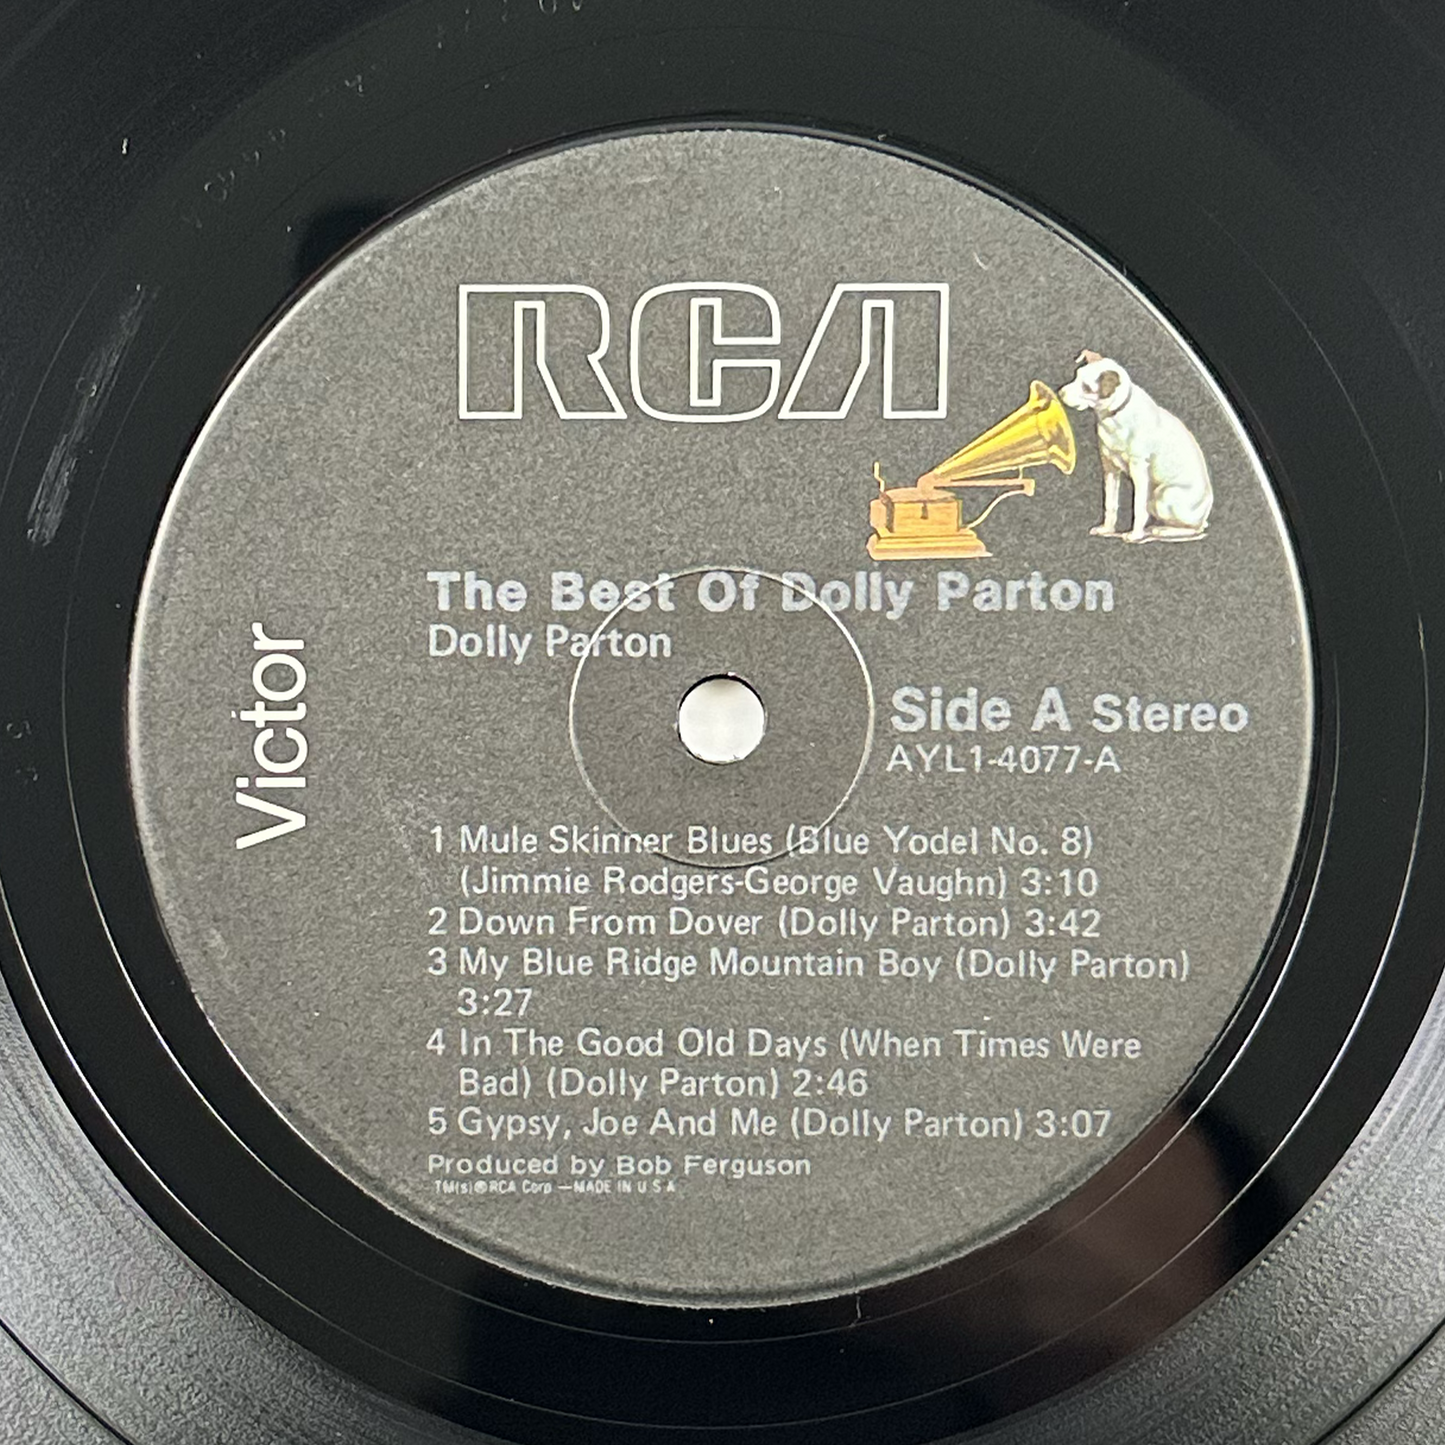 RCA
Victor
The Best Of Dolly Parton
Dolly Parton
Side A Stereo
AYL1-4077-A
1 Mule Skinner Blues (Blue Yodel No. 8)
(Jimmie Rodgers-George Vaughn) 3:10
2 Down From Dover (Dolly Parton) 3:42
3 My Blue Ridge Mountain Boy (Dolly Parton)
3:27
4 In The Good Old Days (When Times Were
Bad) (Dolly Parton) 2:46
5 Gypsy, Joe And Me (Dolly Parton) 3:07
Produced by Bob Ferguson
TM(s)®RCA Corp —MADE IN U S A